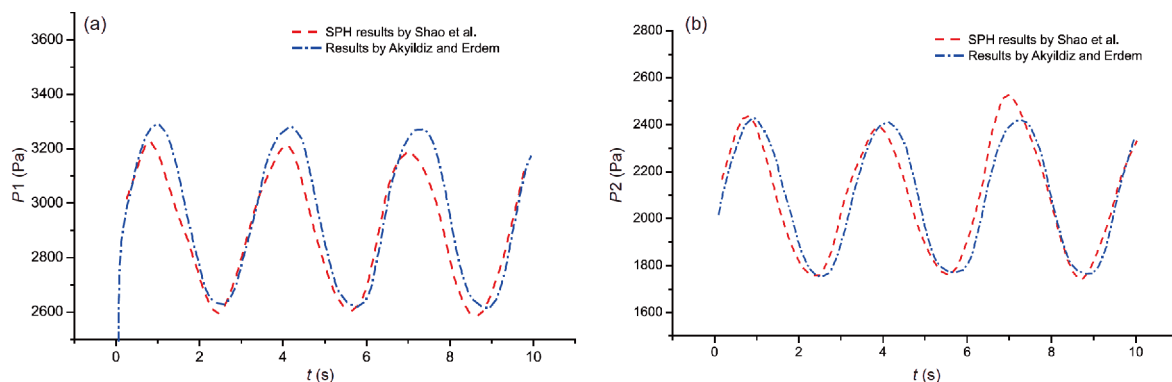 (a)
SPH results by Shao et al.
Results by Akyildiz and Erdem
3600
3400
3200
3000
2800
2600
P1 (Pa)
0 2 4 6 8 10
t (s)
(b)
SPH results by Shao et al.
Results by Akyildiz and Erdem
2800
2600
2400
2200
2000
1800
1600
P2 (Pa)
0 2 4 6 8 10
t (s)